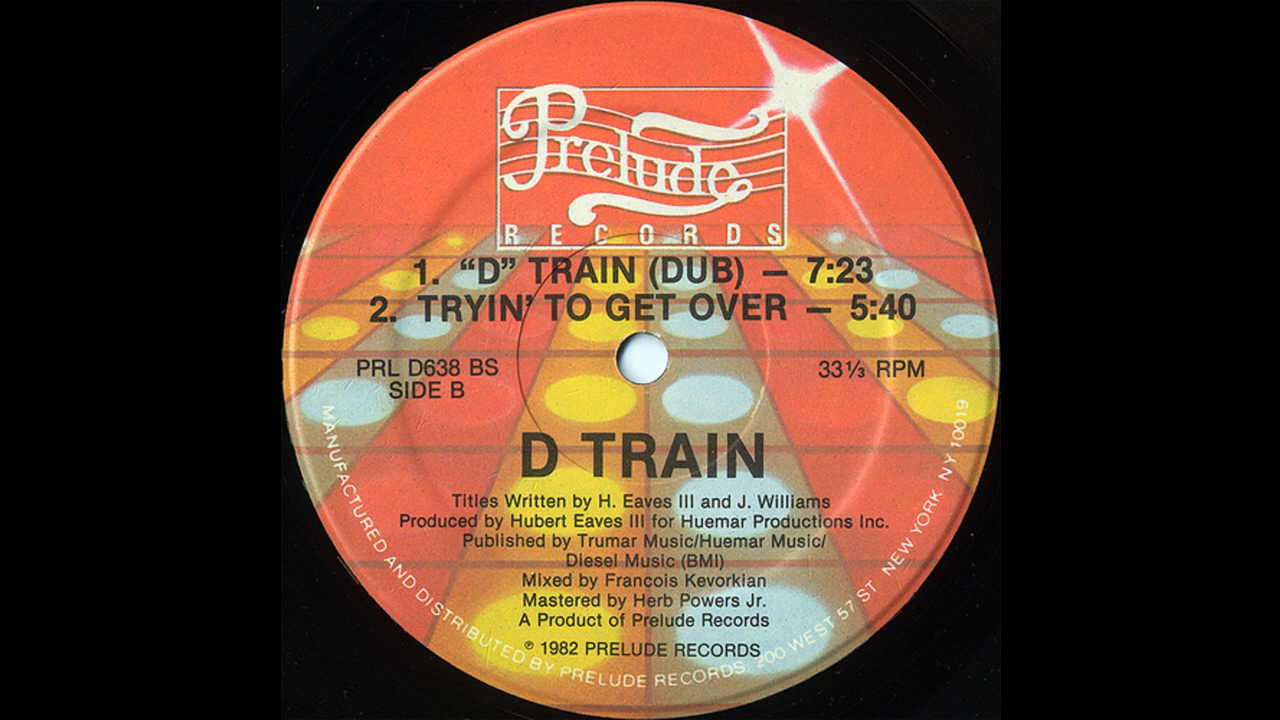 Prelude
RECORDS
1. “D” TRAIN (DUB) — 7:23
2. TRYIN' TO GET OVER — 5:40
PRL D638 BS
SIDE B
33⅓ RPM
D TRAIN
Titles Written by H. Eaves III and J. Williams
Produced by Hubert Eaves III for Huemar Productions Inc.
Published by Trumar Music/Huemar Music/
Diesel Music (BMI)
Mixed by Francois Kevorkian
Mastered by Herb Powers Jr.
A Product of Prelude Records
℗ 1982 PRELUDE RECORDS
MANUFACTURED AND DISTRIBUTED BY PRELUDE RECORDS, 200 WEST 57 ST NEW YORK NY 10019